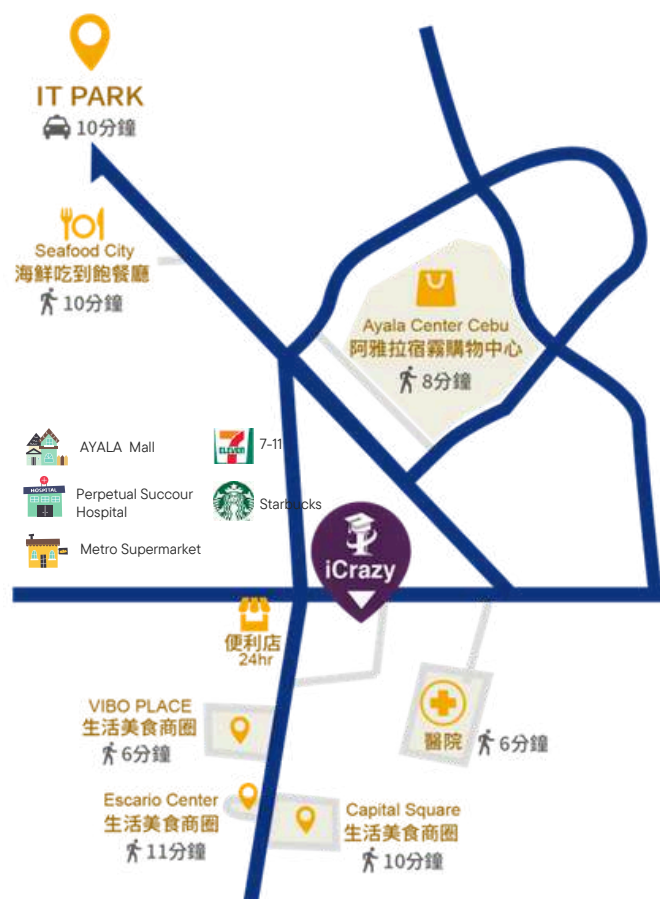 IT PARK
10分鐘
Seafood City
海鮮吃到飽餐廳
10分鐘
Ayala Center Cebu
阿雅拉宿霧購物中心
8分鐘
AYALA Mall
7-11
ELEVEN
HOSPITAL
Perpetual Succour
Hospital
Starbucks
Metro Supermarket
iCrazy
便利店
24hr
VIBO PLACE
生活美食商圈
6分鐘
醫院
6分鐘
Escario Center
生活美食商圈
11分鐘
Capital Square
生活美食商圈
10分鐘